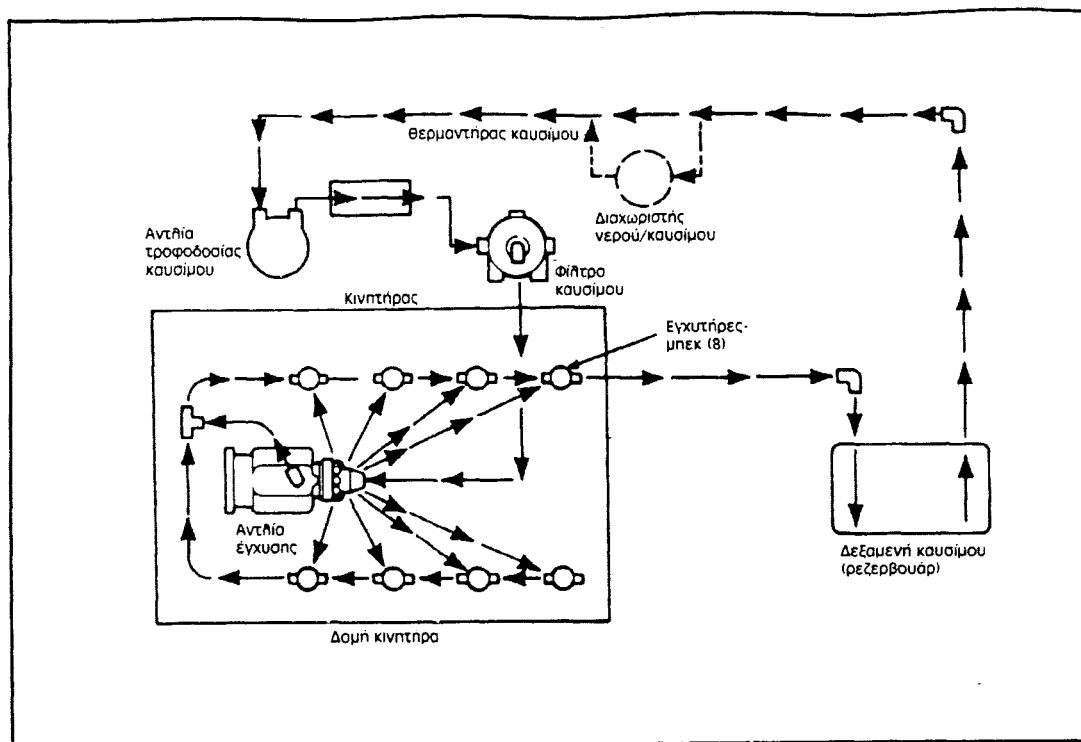 Θερμαντήρας καυσίμου
Διαχωριστής
νερού/καυσίμου
Αντλία
τροφοδοσίας
καυσίμου
Φίλτρο
καυσίμου
Κινητήρας
Εγχυτήρες-
μπεκ (8)
Αντλία
έγχυσης
Δεξαμενή καυσίμου
(ρεζερβουάρ)
Δομή κινητήρα